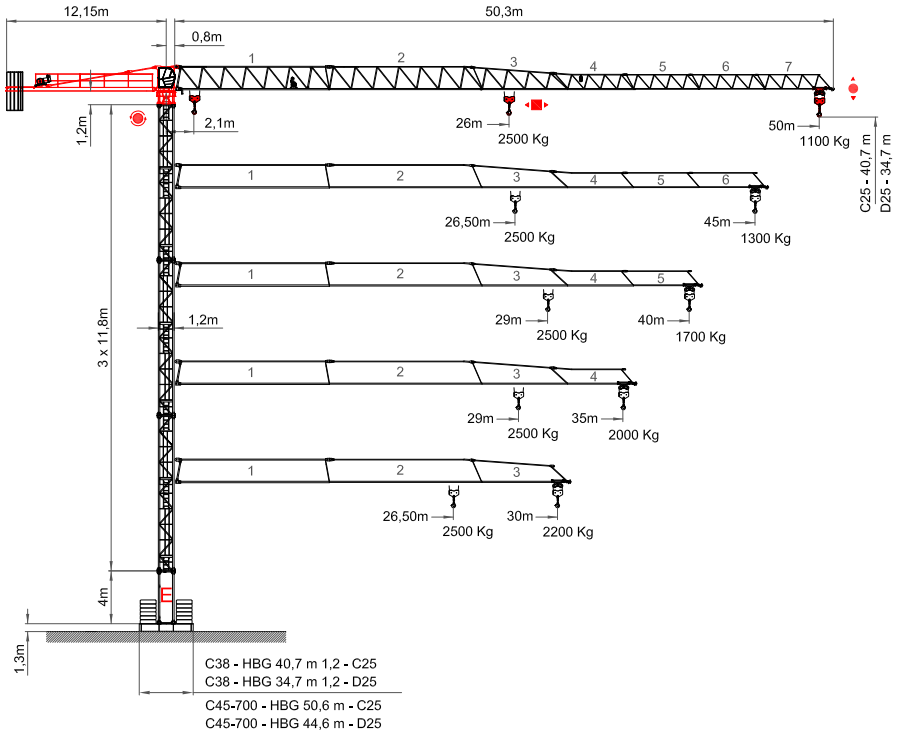 12,15m
50,3m
0,8m
1
2
3
4
5
6
7
1,2m
2,1m
26m
2500 Kg
50m
1100 Kg
C25 - 40,7 m
D25 - 34,7 m
1
2
3
4
5
6
26,50m
2500 Kg
45m
1300 Kg
1
2
3
4
5
29m
2500 Kg
40m
1700 Kg
3 x 11,8m
1,2m
1
2
3
4
29m
2500 Kg
35m
2000 Kg
1
2
3
26,50m
2500 Kg
30m
2200 Kg
4m
E
1,3m
C38 - HBG 40,7 m 1,2 - C25
C38 - HBG 34,7 m 1,2 - D25
C45-700 - HBG 50,6 m - C25
C45-700 - HBG 44,6 m - D25